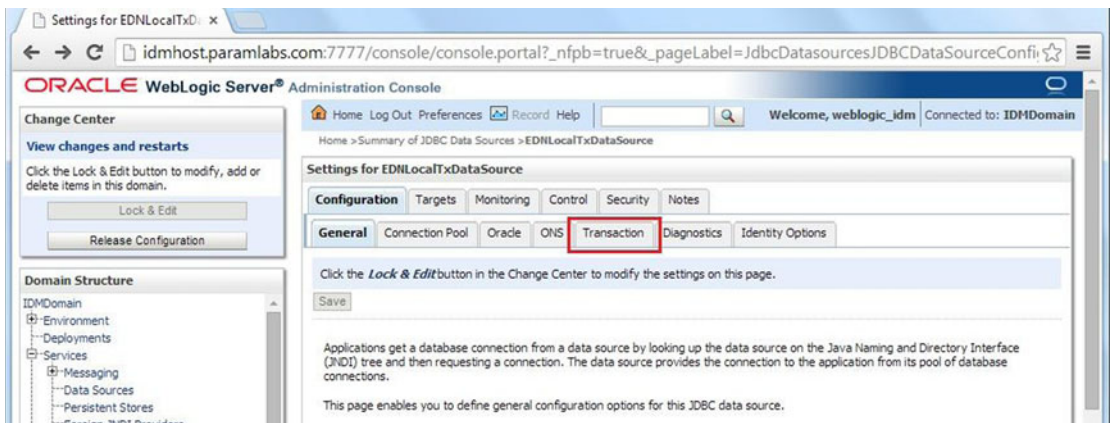 Settings for EDNLocalTxD
idmhost.paramlabs.com:7777/console/console.portal?_nfpb=true&_pageLabel=JdbcDatasourcesJDBCDataSourceConfi
ORACLE WebLogic Server® Administration Console
Change Center
View changes and restarts
Click the Lock & Edit button to modify, add or
delete items in this domain.
Lock & Edit
Release Configuration
Domain Structure
IDMDomain
Environment
Deployments
Services
Messaging
Data Sources
Persistent Stores
Foreign JNDI Providers
Home Log Out Preferences Record Help
Welcome, weblogic_idm Connected to: IDMDomain
Home >Summary of JDBC Data Sources >EDNLocalTxDataSource
Settings for EDNLocalTxDataSource
Configuration Targets Monitoring Control Security Notes
General Connection Pool Oracle ONS Transaction Diagnostics Identity Options
Click the Lock & Edit button in the Change Center to modify the settings on this page.
Save
Applications get a database connection from a data source by looking up the data source on the Java Naming and Directory Interface
(JNDI) tree and then requesting a connection. The data source provides the connection to the application from its pool of database
connections.
This page enables you to define general configuration options for this JDBC data source.